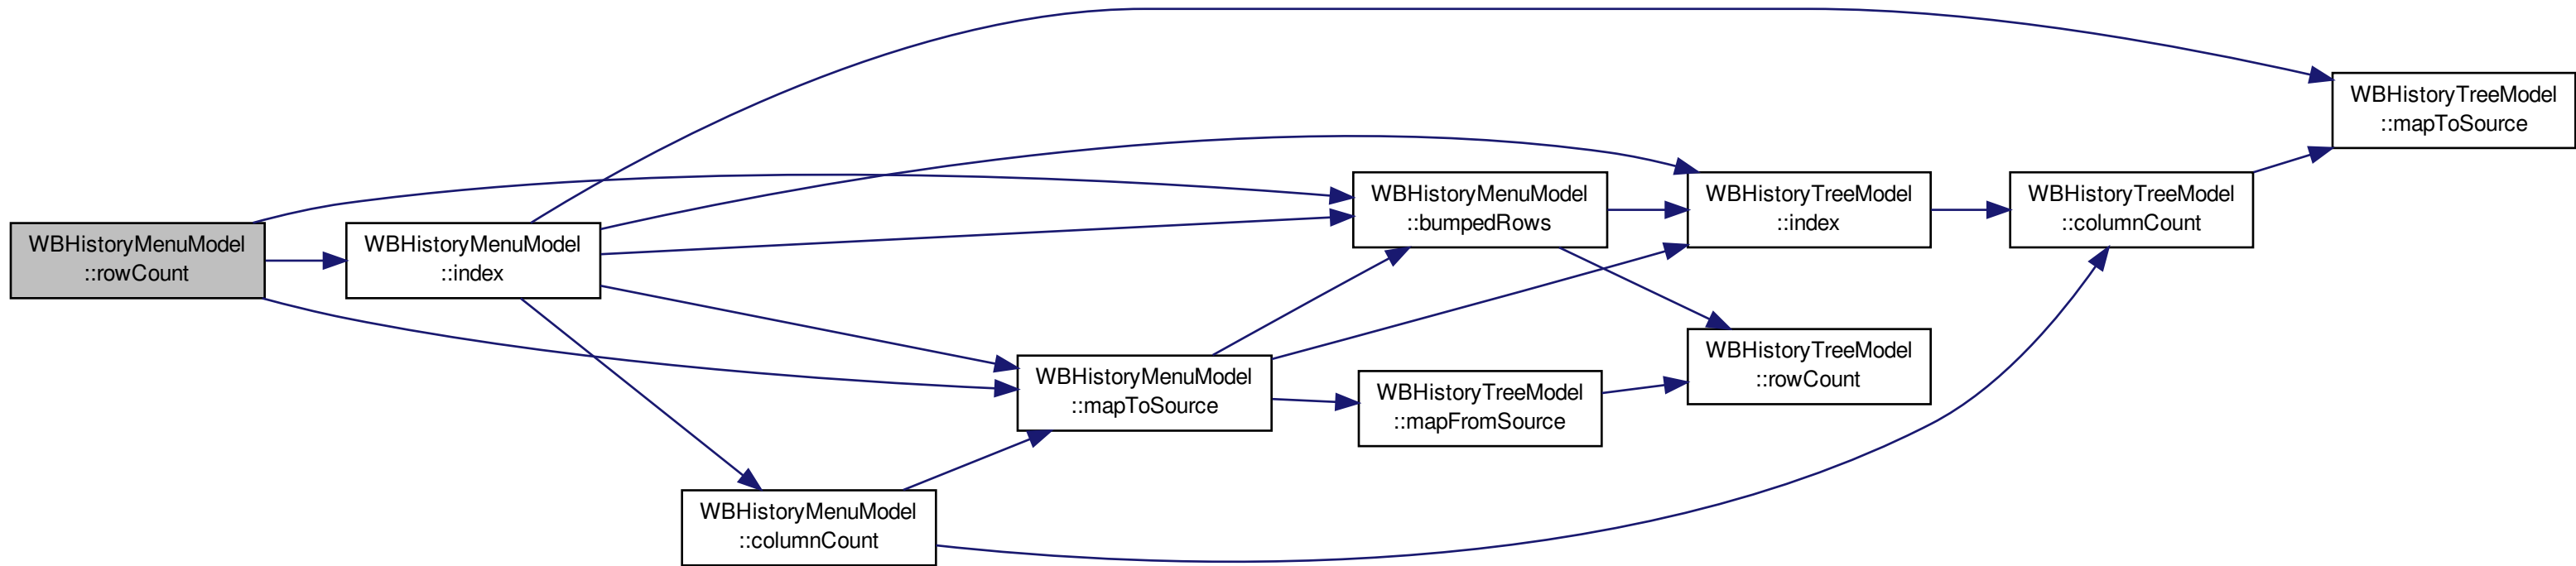 WBHistoryMenuModel
::rowCount
WBHistoryMenuModel
::index
WBHistoryMenuModel
::columnCount
WBHistoryMenuModel
::mapToSource
WBHistoryMenuModel
::bumpedRows
WBHistoryTreeModel
::mapFromSource
WBHistoryTreeModel
::index
WBHistoryTreeModel
::rowCount
WBHistoryTreeModel
::columnCount
WBHistoryTreeModel
::mapToSource